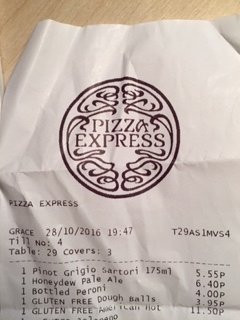 PIZZA
EXPRESS
PIZZA EXPRESS
GRACE 28/10/2016 19:47 T29AS1MVS4
Till No: 4
Table: 29 Covers: 3
1 Pinot Grigio Sartori 175ml 5.55P
1 Honeydew Pale Ale 6.40P
1 Bottled Peroni 4.00P
1 GLUTEN FREE Dough Balls 3.95P
1 GLUTEN FREE American Hot 11.50P